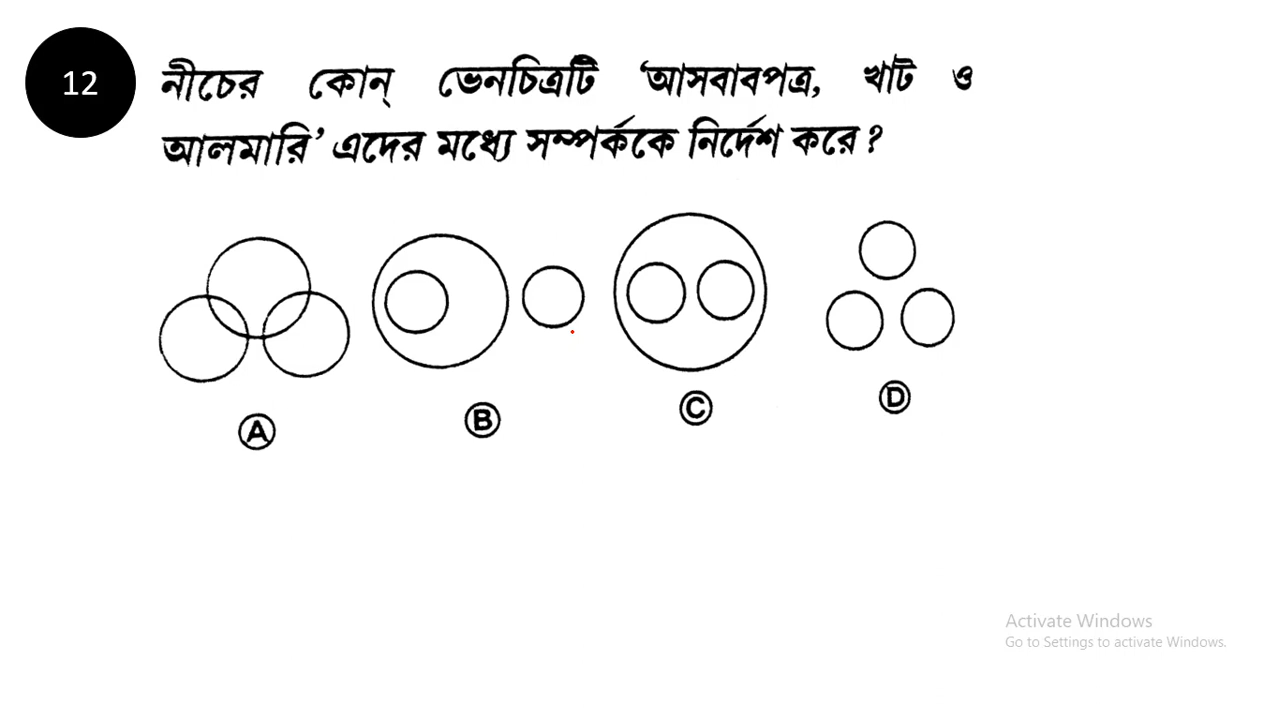 12
নীচের কোন্ ভেনচিত্রটি 'আসবাবপত্র, খাট ও
আলমারি' এদের মধ্যে সম্পর্ককে নির্দেশ করে ?
A
B
C
D
Activate Windows
Go to Settings to activate Windows.